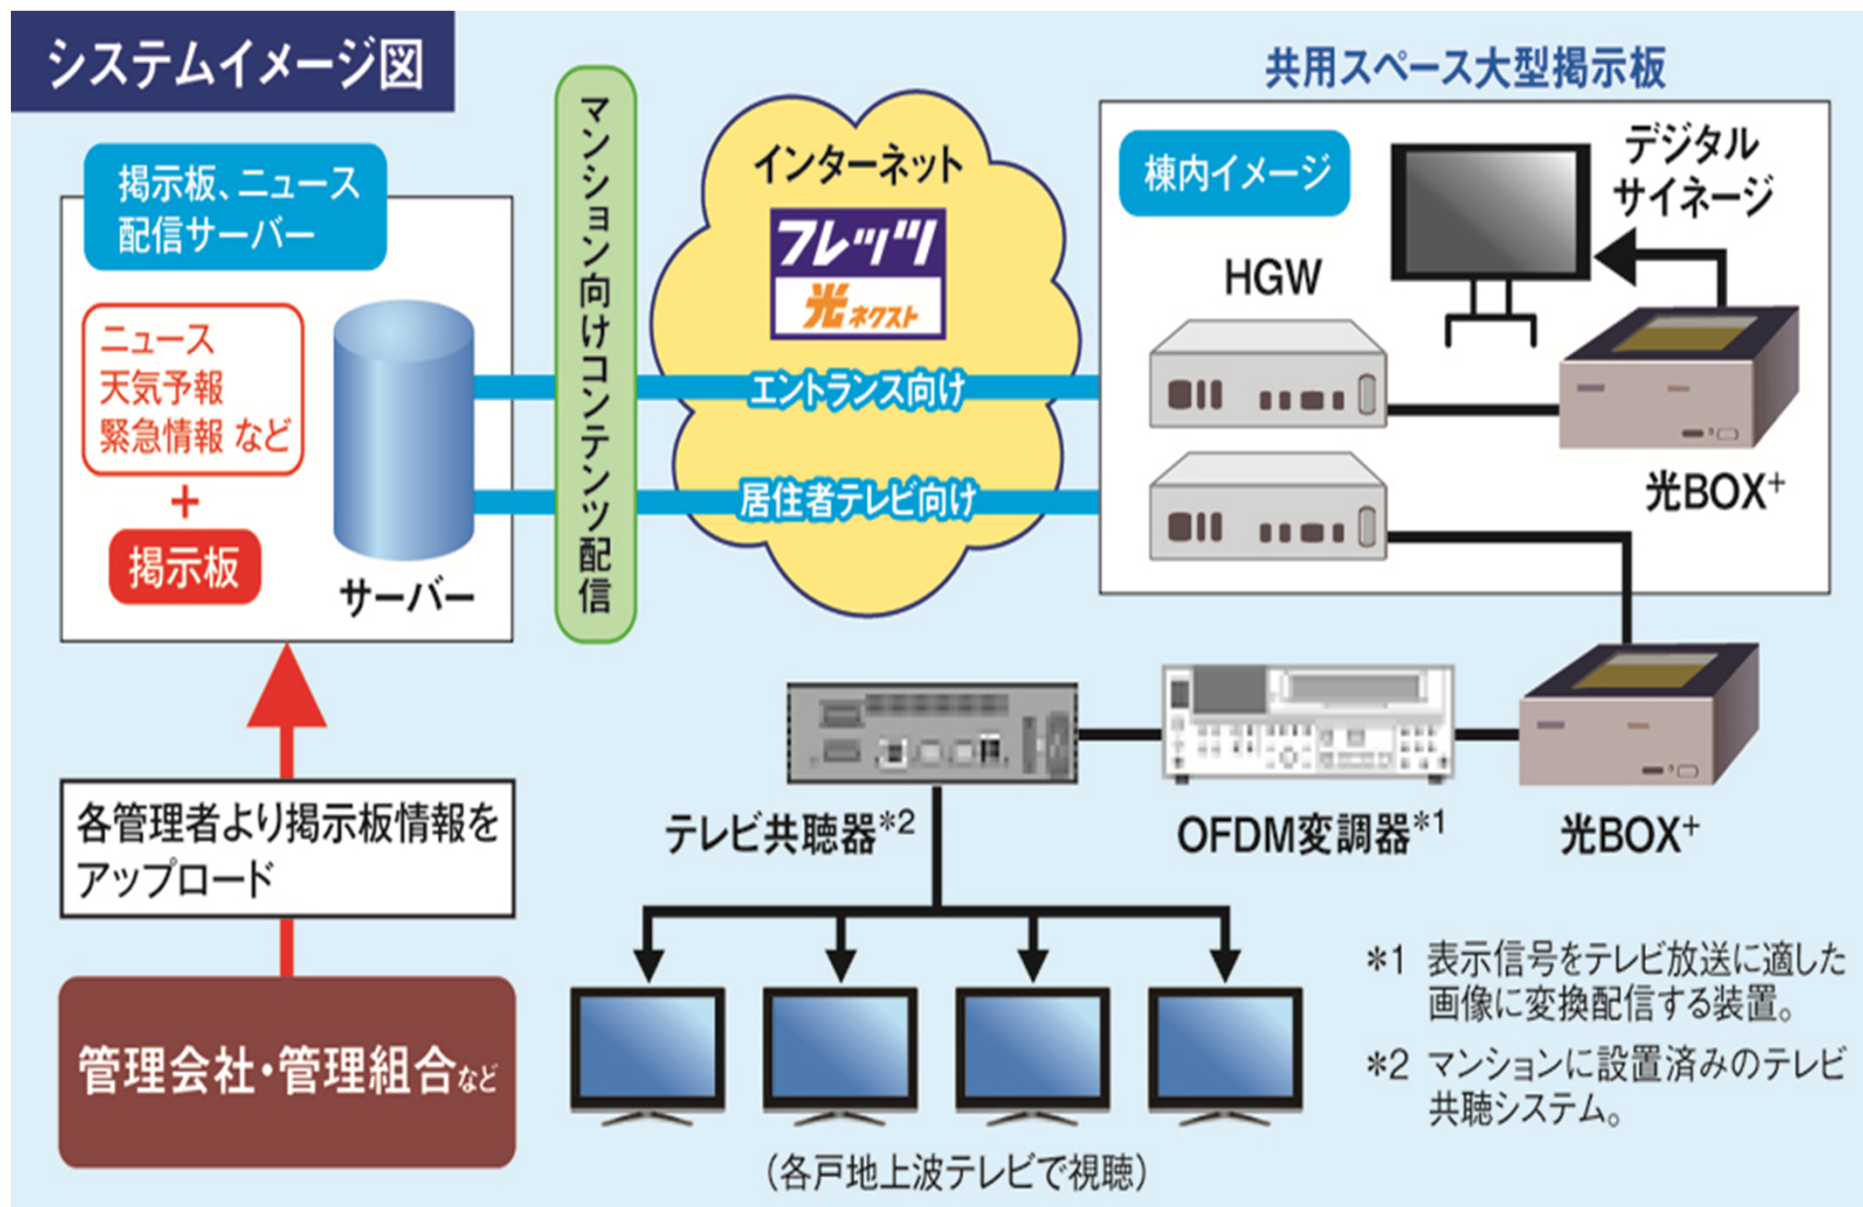 システムイメージ図
掲示板、ニュース
配信サーバー
ニュース
天気予報
緊急情報 など
+
掲示板
サーバー
各管理者より掲示板情報を
アップロード
管理会社・管理組合など
マンション向けコンテンツ配信
インターネット
フレッツ
光ネクスト
エントランス向け
居住者テレビ向け
共用スペース大型掲示板
棟内イメージ
デジタル
サイネージ
HGW
光BOX+
テレビ共聴器*2
OFDM変調器*1
光BOX+
(各戸地上波テレビで視聴)
*1 表示信号をテレビ放送に適した
画像に変換配信する装置。
*2 マンションに設置済みのテレビ
共聴システム。